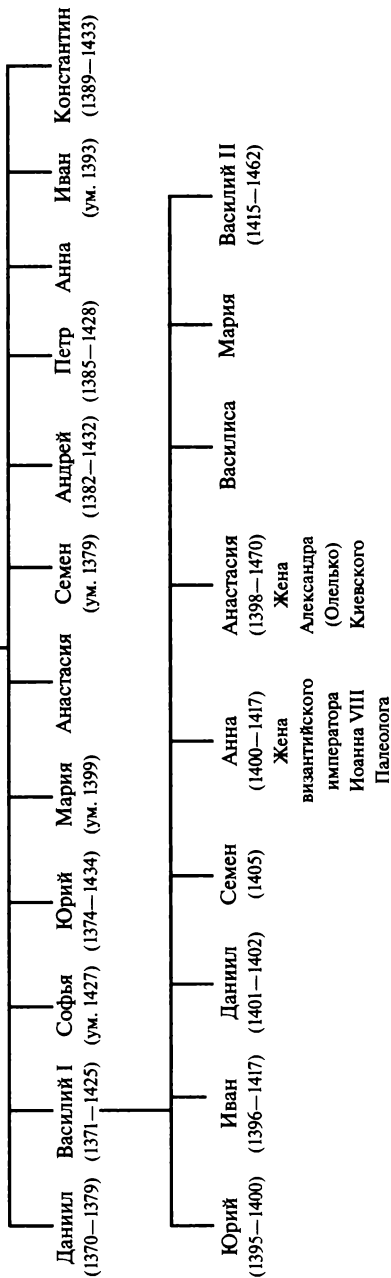 Даниил
(1370—1379)
Василий I
(1371—1425)
Софья
(ум. 1427)
Юрий
(1374—1434)
Мария
(ум. 1399)
Анастасия
Семен
(ум. 1379)
Андрей
(1382—1432)
Петр
(1385—1428)
Анна
Иван
(ум. 1393)
Константин
(1389—1433)
Юрий
(1395—1400)
Иван
(1396—1417)
Даниил
(1401—1402)
Семен
(1405)
Анна
(1400—1417)
Жена
византийского
императора
Иоанна VIII
Палеолога
Анастасия
(1398—1470)
Жена
Александра
(Олелько)
Киевского
Василиса
Мария
Василий II
(1415—1462)